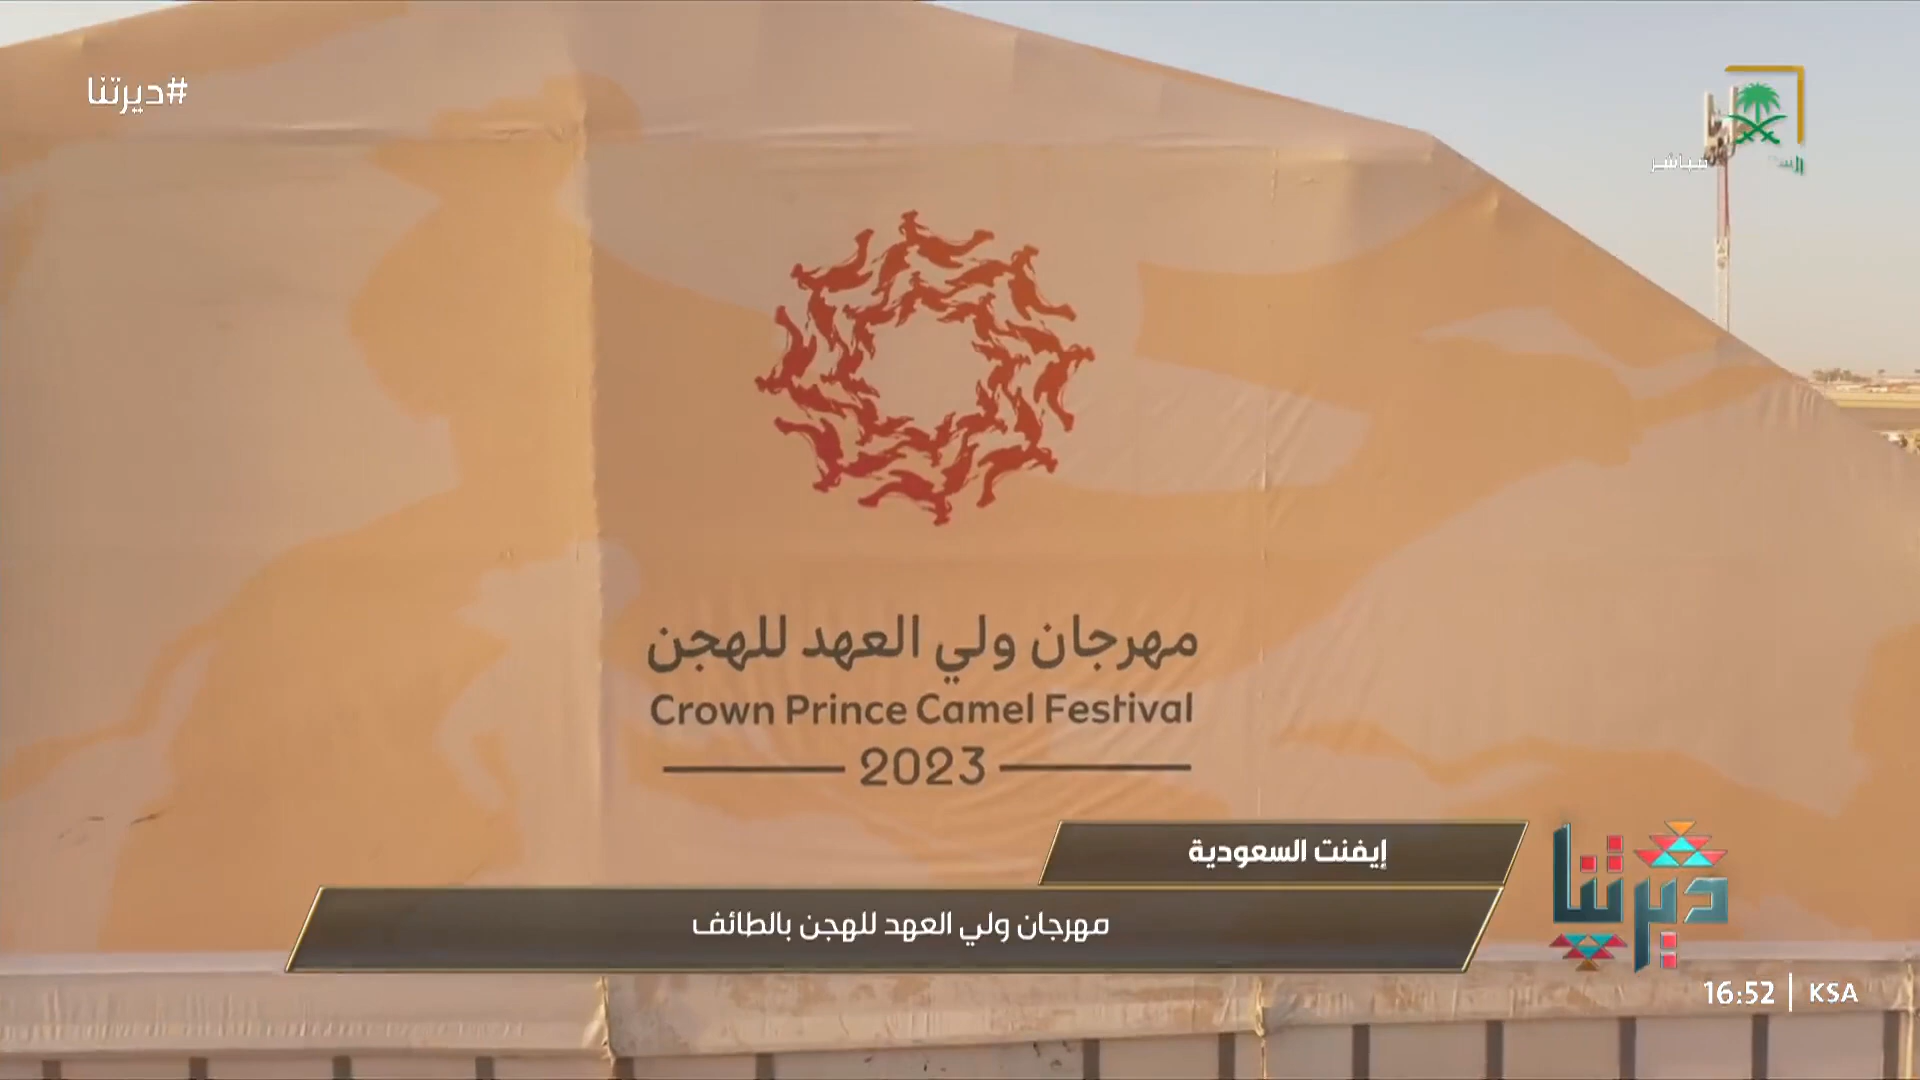 #ديرتنا
مباشر
مهرجان ولي العهد للهجن
Crown Prince Camel Festival
2023
إيفنت السعودية
مهرجان ولي العهد للهجن بالطائف
ديرتنا
16:52 | KSA